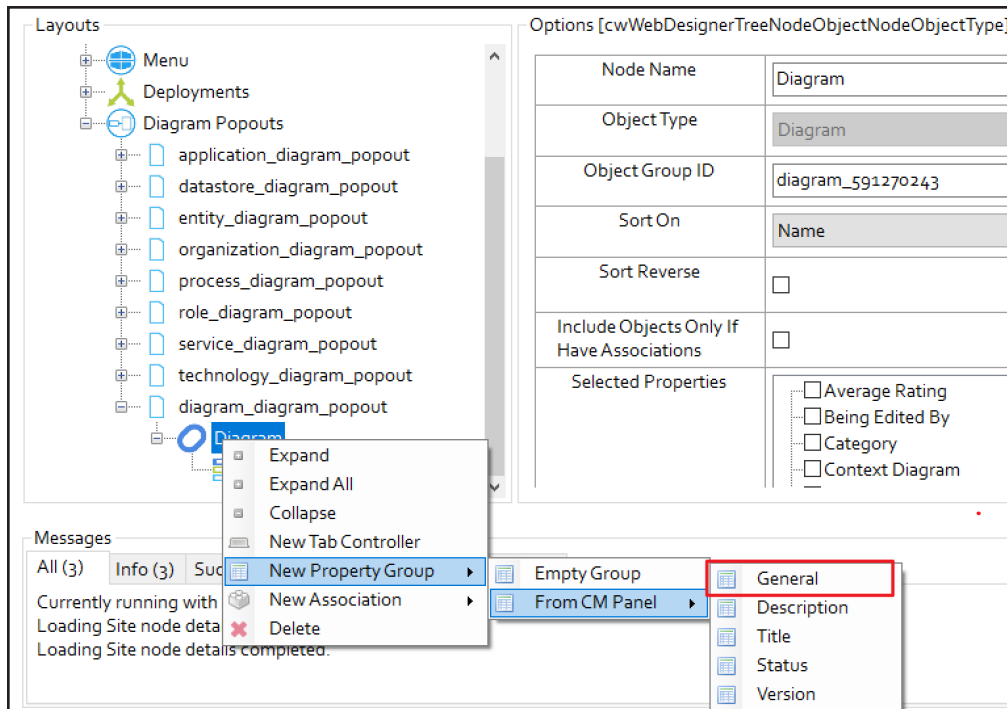 Layouts
Menu
Deployments
Diagram Popouts
application_diagram_popout
datastore_diagram_popout
entity_diagram_popout
organization_diagram_popout
process_diagram_popout
role_diagram_popout
service_diagram_popout
technology_diagram_popout
diagram_diagram_popout
Diagram
Expand
Expand All
Collapse
New Tab Controller
New Property Group
New Association
Delete
Empty Group
From CM Panel
General
Description
Title
Status
Version
Options [cwWebDesignerTreeNodeObjectNodeObjectType]
Node Name
Diagram
Object Type
Diagram
Object Group ID
diagram_591270243
Sort On
Name
Sort Reverse
Include Objects Only If
Have Associations
Selected Properties
Average Rating
Being Edited By
Category
Context Diagram
Messages
All (3)
Info (3)
Suc
Currently running with
Loading Site node deta
Loading Site node details completed.